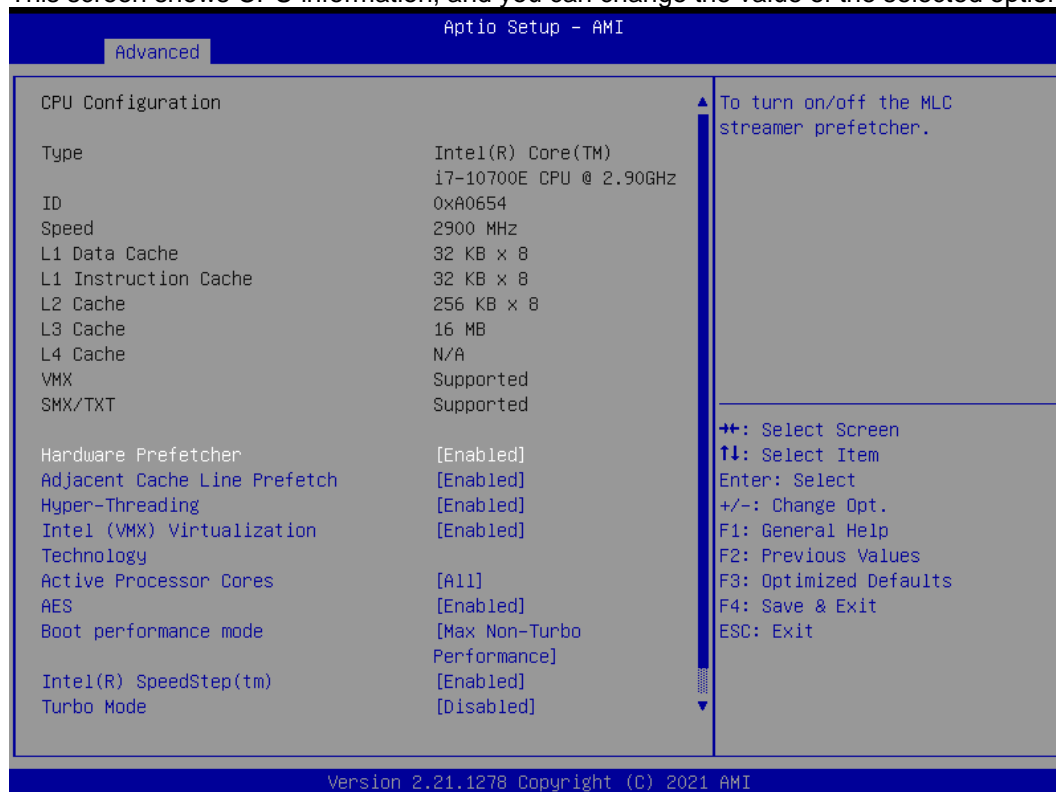 This screen shows CPU information, and you can change the value of the selected option
Aptio Setup – AMI
Advanced
CPU Configuration
Type Intel(R) Core(TM)
i7-10700E CPU @ 2.90GHz
ID 0xA0654
Speed 2900 MHz
L1 Data Cache 32 KB x 8
L1 Instruction Cache 32 KB x 8
L2 Cache 256 KB x 8
L3 Cache 16 MB
L4 Cache N/A
VMX Supported
SMX/TXT Supported
Hardware Prefetcher [Enabled]
Adjacent Cache Line Prefetch [Enabled]
Hyper-Threading [Enabled]
Intel (VMX) Virtualization [Enabled]
Technology
Active Processor Cores [All]
AES [Enabled]
Boot performance mode [Max Non-Turbo
Performance]
Intel(R) SpeedStep(tm) [Enabled]
Turbo Mode [Disabled]
To turn on/off the MLC
streamer prefetcher.
→←: Select Screen
↑↓: Select Item
Enter: Select
+/-: Change Opt.
F1: General Help
F2: Previous Values
F3: Optimized Defaults
F4: Save & Exit
ESC: Exit
Version 2.21.1278 Copyright (C) 2021 AMI